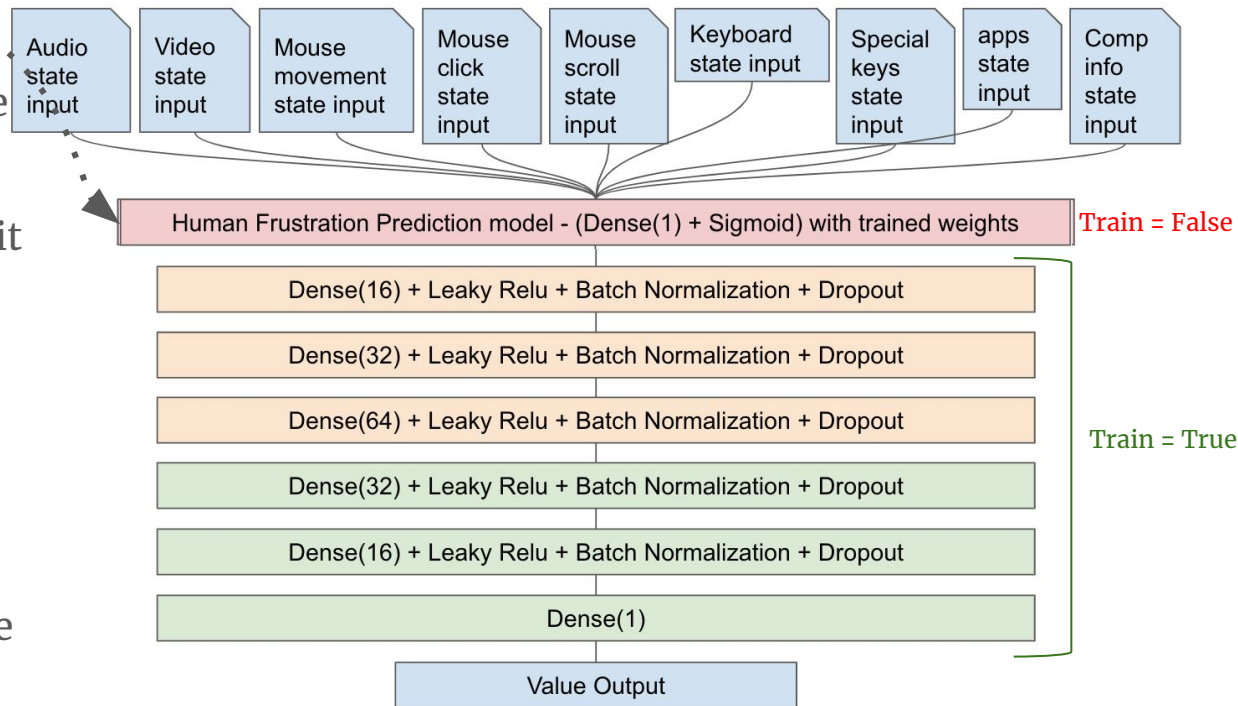 Audio
state
input
Video
state
input
Mouse
movement
state input
Mouse
click
state
input
Mouse
scroll
state
input
Keyboard
state input
Special
keys
state
input
apps
state
input
Comp
info
state
input
e
Human Frustration Prediction model - (Dense(1) + Sigmoid) with trained weights
Train = False
it
Dense(16) + Leaky Relu + Batch Normalization + Dropout
Dense(32) + Leaky Relu + Batch Normalization + Dropout
Dense(64) + Leaky Relu + Batch Normalization + Dropout
Train = True
Dense(32) + Leaky Relu + Batch Normalization + Dropout
Dense(16) + Leaky Relu + Batch Normalization + Dropout
Dense(1)
e
Value Output